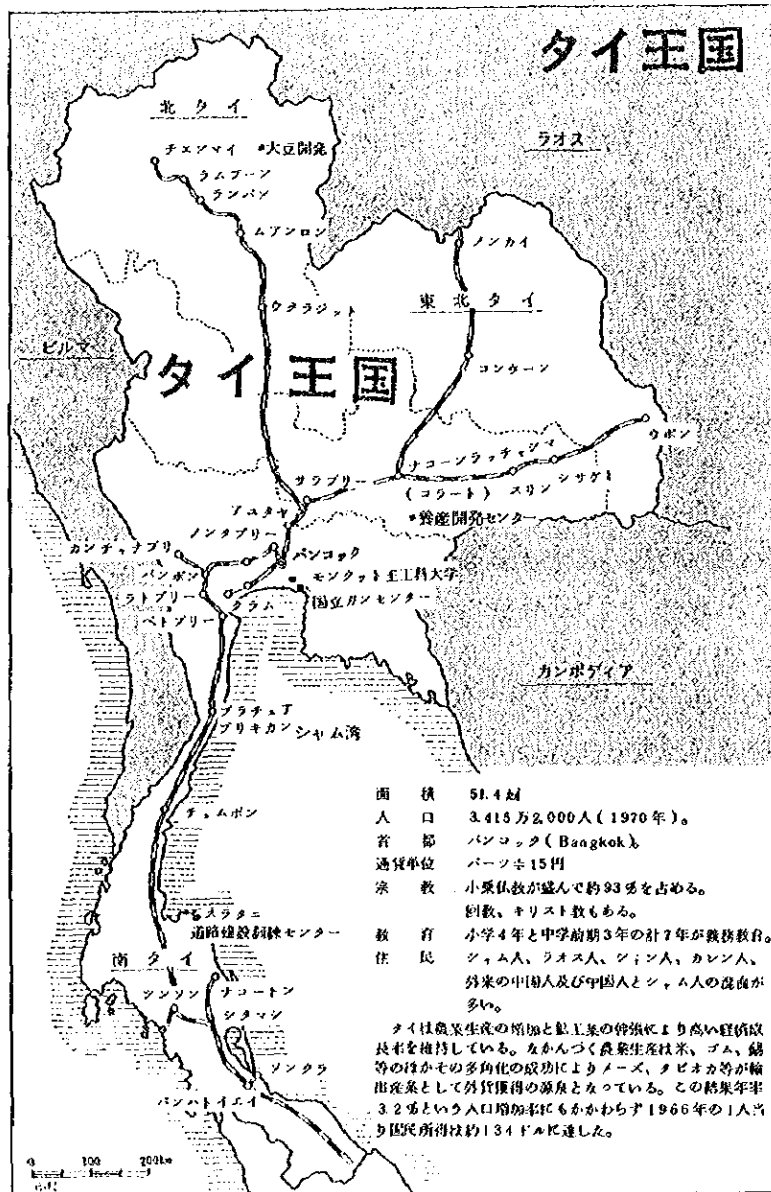 タイ王国
北タイ
ラオス
チェンマイ
*大豆開発
ラムプーン
ランパン
ムアンロン
ノンカイ
ウタラジット
東北タイ
ビルマ
タイ王国
コンケーン
ウボン
ナコーンラッチャシマ
サラブリー
(コラート) スリン シサゲ
アユタヤ
*養蚕開発センター
ノンタブリー
カンチャナブリ
バンコック
バンポン
モンクット王工科大学
ラトブリー
クラム
国立ガンセンター
ペトブリー
カンボディア
プラチュア
プリキカン シャム湾
チュムポン
スラタニ
道路建設訓練センター
南タイ
ナコートン
シタマシ
ソンクラ
バンハトイエイ
面積 51.4㎢
人口 3,415万2,000人(1970年)。
首都 バンコック(Bangkok)。
通貨単位 バーツ≑15円
宗教 小乗仏教が盛んで約93%を占める。
回教、キリスト教もある。
教育 小学4年と中学前期3年の計7年が義務教育。
住民 シャム人、ラオス人、シャン人、カレン人、
外来の中国人及び中国人とシャム人の混血が
多い。
タイは農業生産の増加と鉱工業の伸張により高い経済成
長率を維持している。なかんづく農業生産は米、ゴム、錫
等のほかその多角化の成功によりメーズ、タピオカ等が輸
出産業として外貨獲得の源泉となっている。この結果年率
3.2%という人口増加率にもかかわらず1966年の1人当
り国民所得は約134ドルに達した。
0 100 200km